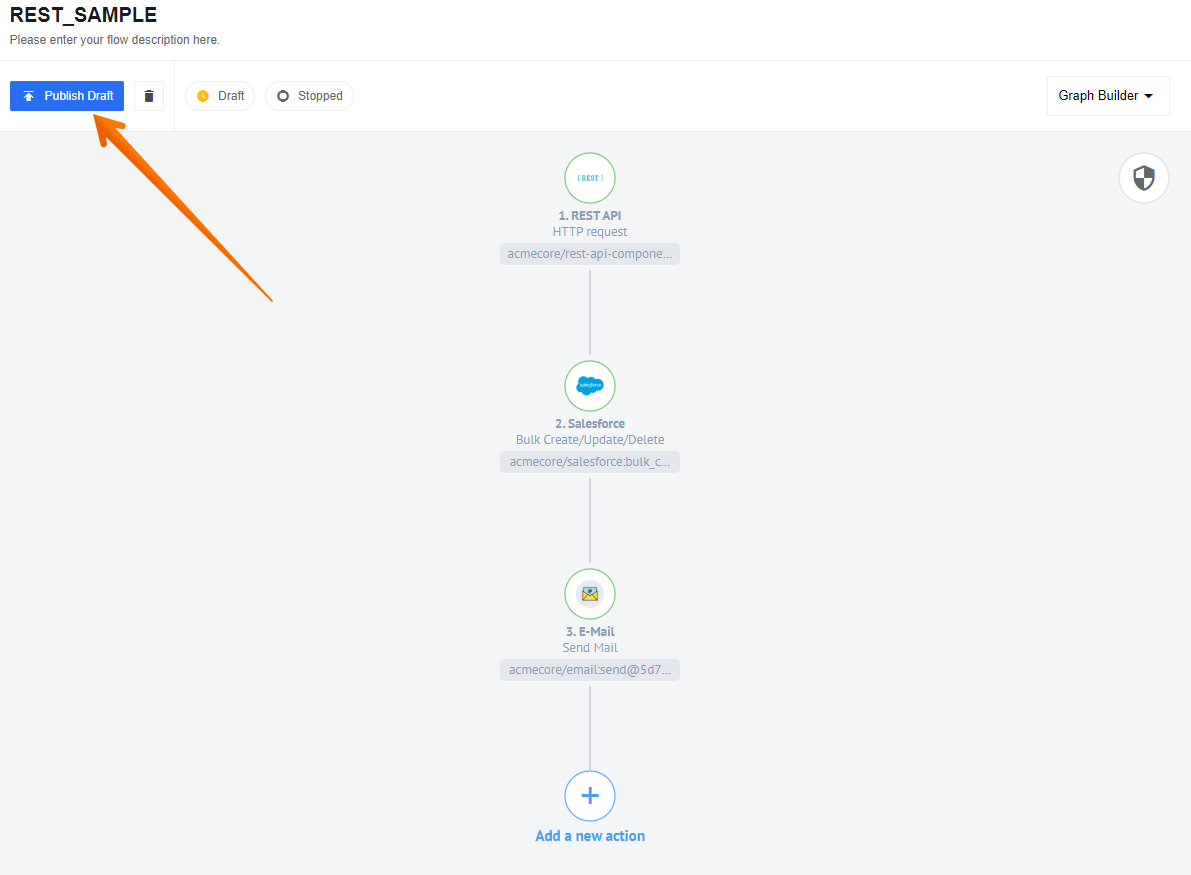 REST_SAMPLE
Please enter your flow description here.
Publish Draft
Draft
Stopped
Graph Builder
{ REST }
1. REST API
HTTP request
acmecore/rest-api-compone...
salesforce
2. Salesforce
Bulk Create/Update/Delete
acmecore/salesforce:bulk_c...
3. E-Mail
Send Mail
acmecore/email:send@5d7...
Add a new action